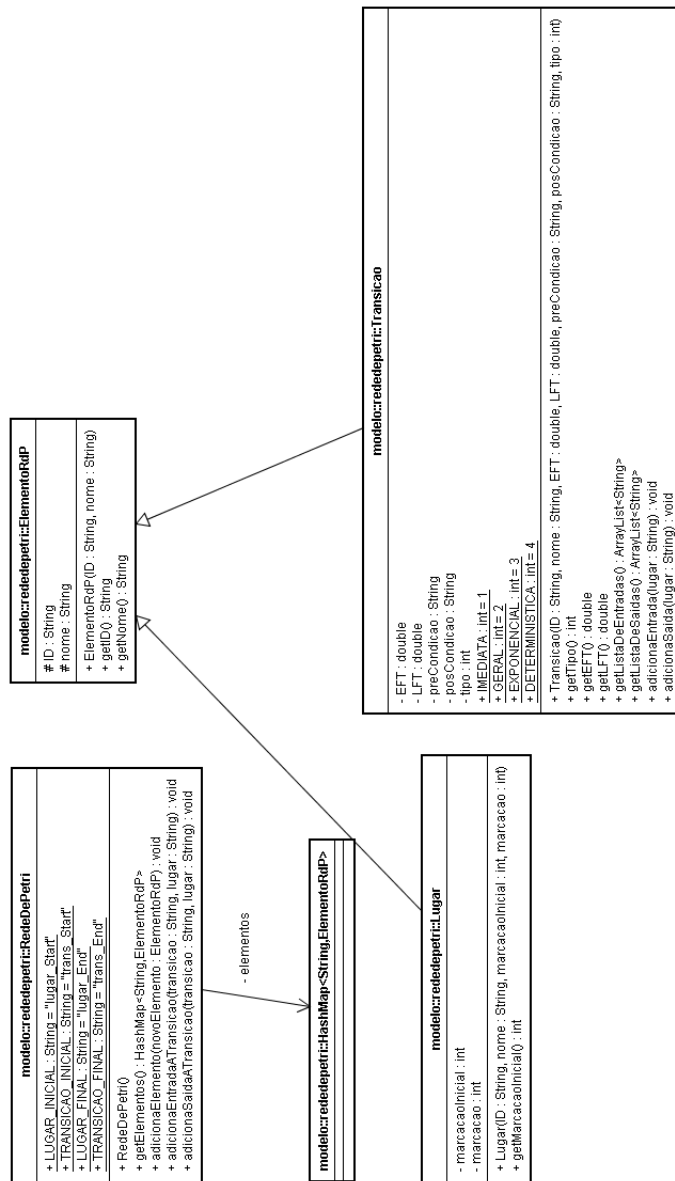 modelo::rededepetri::RedeDePetri
+ LUGAR_INICIAL : String = "lugar_Start"
+ TRANSICAO_INICIAL : String = "trans_Start"
+ LUGAR_FINAL : String = "lugar_End"
+ TRANSICAO_FINAL : String = "trans_End"
+ RedeDePetri()
+ getElementos() : HashMap<String,ElementoRdP>
+ adicionaElemento(novoElemento : ElementoRdP) : void
+ adicionaEntradaATransicao(transicao : String, lugar : String) : void
+ adicionaSaidaATransicao(transicao : String, lugar : String) : void
modelo::rededepetri::ElementoRdP
# ID : String
# nome : String
+ ElementoRdP(ID : String, nome : String)
+ getID() : String
+ getNome() : String
- elementos
modelo::rededepetri::HashMap<String,ElementoRdP>
modelo::rededepetri::Lugar
- marcacaoInicial : int
- marcacao : int
+ Lugar(ID : String, nome : String, marcacaoInicial : int, marcacao : int)
+ getMarcacaoInicial() : int
modelo::rededepetri::Transicao
- EFT : double
- LFT : double
- preCondicao : String
- posCondicao : String
- tipo : int
+ IMEDIATA : int = 1
+ GERAL : int = 2
+ EXPONENCIAL : int = 3
+ DETERMINISTICA : int = 4
+ Transicao(ID : String, nome : String, EFT : double, LFT : double, preCondicao : String, posCondicao : String, tipo : int)
+ getTipo() : int
+ getEFT() : double
+ getLFT() : double
+ getListaDeEntradas() : ArrayList<String>
+ getListaDeSaidas() : ArrayList<String>
+ adicionaEntrada(lugar : String) : void
+ adicionaSaida(lugar : String) : void